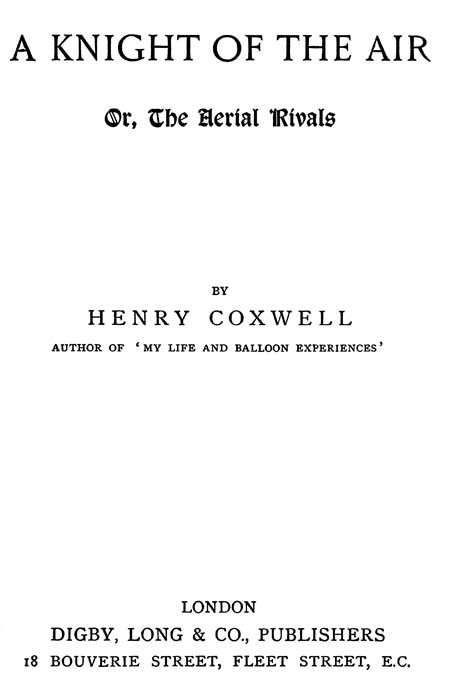 A KNIGHT OF THE AIR
Or, The Aerial Rivals
BY
HENRY COXWELL
AUTHOR OF ‘MY LIFE AND BALLOON EXPERIENCES’
LONDON
DIGBY, LONG & CO., PUBLISHERS
18 BOUVERIE STREET, FLEET STREET, E.C.